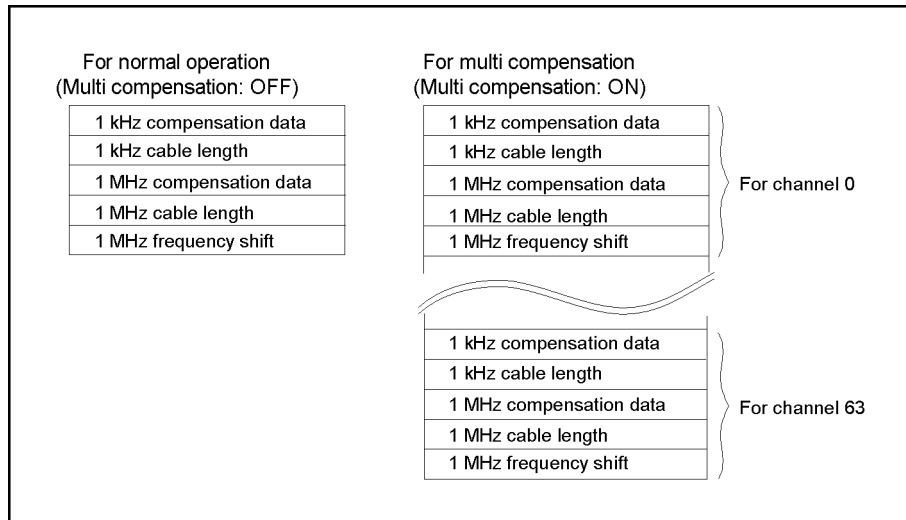 For normal operation
(Multi compensation: OFF)
1 kHz compensation data
1 kHz cable length
1 MHz compensation data
1 MHz cable length
1 MHz frequency shift
For multi compensation
(Multi compensation: ON)
1 kHz compensation data
1 kHz cable length
1 MHz compensation data
1 MHz cable length
1 MHz frequency shift
For channel 0
1 kHz compensation data
1 kHz cable length
1 MHz compensation data
1 MHz cable length
1 MHz frequency shift
For channel 63